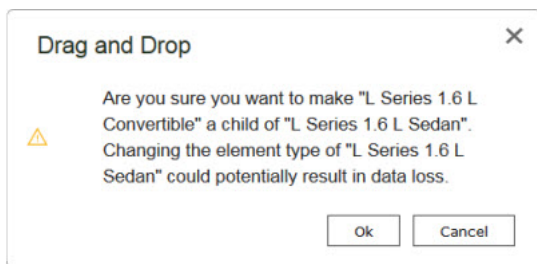 Drag and Drop
Are you sure you want to make "L Series 1.6 L
Convertible" a child of "L Series 1.6 L Sedan".
Changing the element type of "L Series 1.6 L
Sedan" could potentially result in data loss.
Ok Cancel